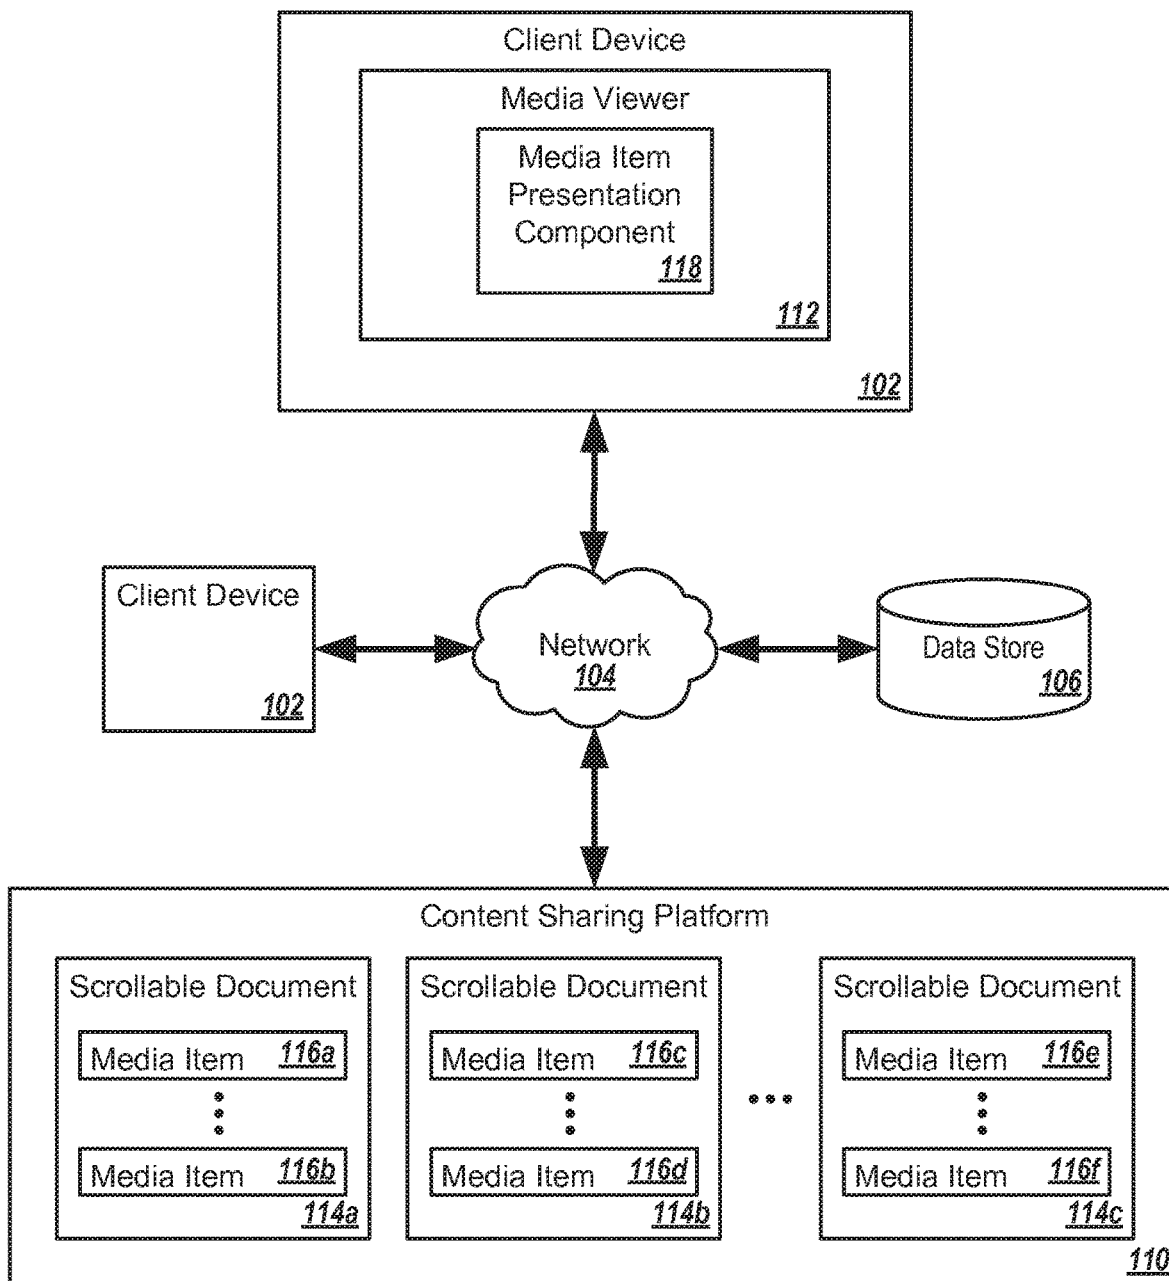 Client Device
Media Viewer
Media Item
Presentation
Component
118
112
102
Client Device
102
Network
104
Data Store
106
Content Sharing Platform
Scrollable Document
Media Item 116a
Media Item 116b
114a
Scrollable Document
Media Item 116c
Media Item 116d
114b
Scrollable Document
Media Item 116e
Media Item 116f
114c
110